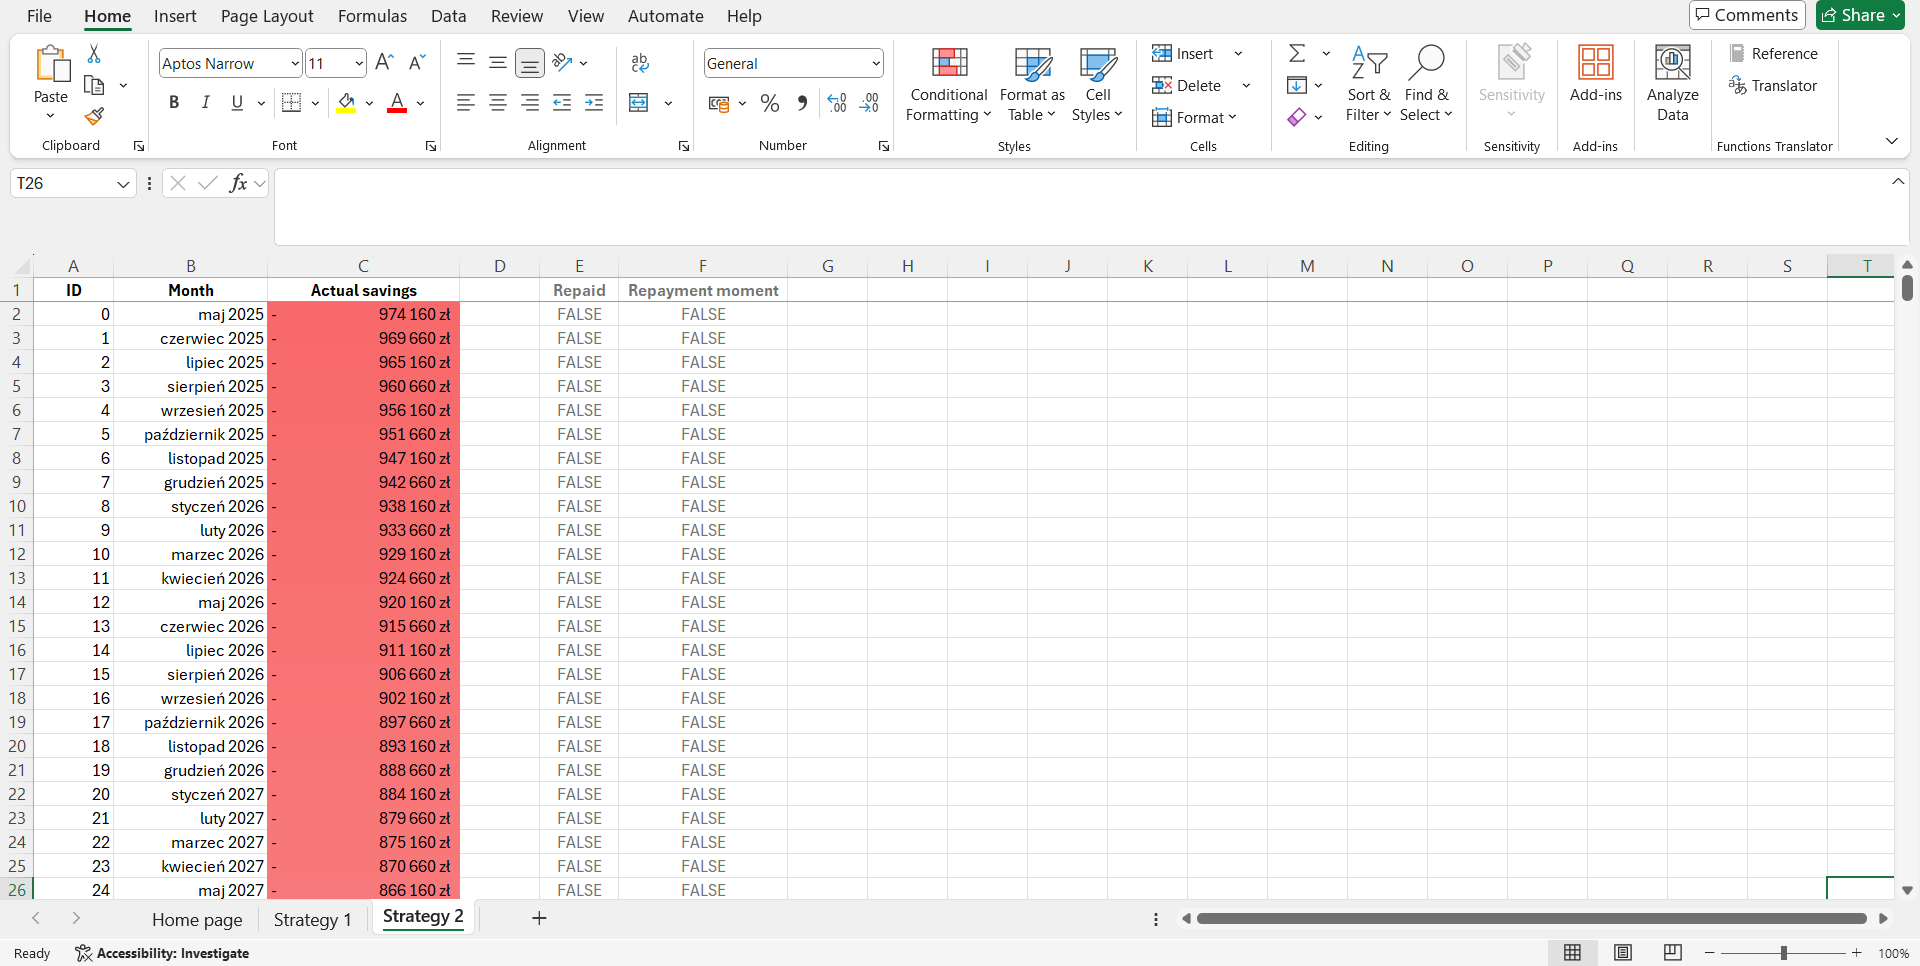 File Home Insert Page Layout Formulas Data Review View Automate Help Comments Share
Paste
Clipboard
Aptos Narrow 11
B I U A
Font
ab
Alignment
General
% .00 .00
Number
Conditional Formatting Format as Table Cell Styles
Styles
Insert
Delete
Format
Cells
Sort & Filter Find & Select
Editing
Sensitivity
Sensitivity
Add-ins
Add-ins
Analyze Data
Reference
Translator
Functions Translator
T26 fx
A B C D E F G H I J K L M N O P Q R S T
1 ID Month Actual savings Repaid Repayment moment
2 0 maj 2025 - 974 160 zł FALSE FALSE
3 1 czerwiec 2025 - 969 660 zł FALSE FALSE
4 2 lipiec 2025 - 965 160 zł FALSE FALSE
5 3 sierpień 2025 - 960 660 zł FALSE FALSE
6 4 wrzesień 2025 - 956 160 zł FALSE FALSE
7 5 październik 2025 - 951 660 zł FALSE FALSE
8 6 listopad 2025 - 947 160 zł FALSE FALSE
9 7 grudzień 2025 - 942 660 zł FALSE FALSE
10 8 styczeń 2026 - 938 160 zł FALSE FALSE
11 9 luty 2026 - 933 660 zł FALSE FALSE
12 10 marzec 2026 - 929 160 zł FALSE FALSE
13 11 kwiecień 2026 - 924 660 zł FALSE FALSE
14 12 maj 2026 - 920 160 zł FALSE FALSE
15 13 czerwiec 2026 - 915 660 zł FALSE FALSE
16 14 lipiec 2026 - 911 160 zł FALSE FALSE
17 15 sierpień 2026 - 906 660 zł FALSE FALSE
18 16 wrzesień 2026 - 902 160 zł FALSE FALSE
19 17 październik 2026 - 897 660 zł FALSE FALSE
20 18 listopad 2026 - 893 160 zł FALSE FALSE
21 19 grudzień 2026 - 888 660 zł FALSE FALSE
22 20 styczeń 2027 - 884 160 zł FALSE FALSE
23 21 luty 2027 - 879 660 zł FALSE FALSE
24 22 marzec 2027 - 875 160 zł FALSE FALSE
25 23 kwiecień 2027 - 870 660 zł FALSE FALSE
26 24 maj 2027 - 866 160 zł FALSE FALSE
Home page Strategy 1 Strategy 2
Ready Accessibility: Investigate 100%